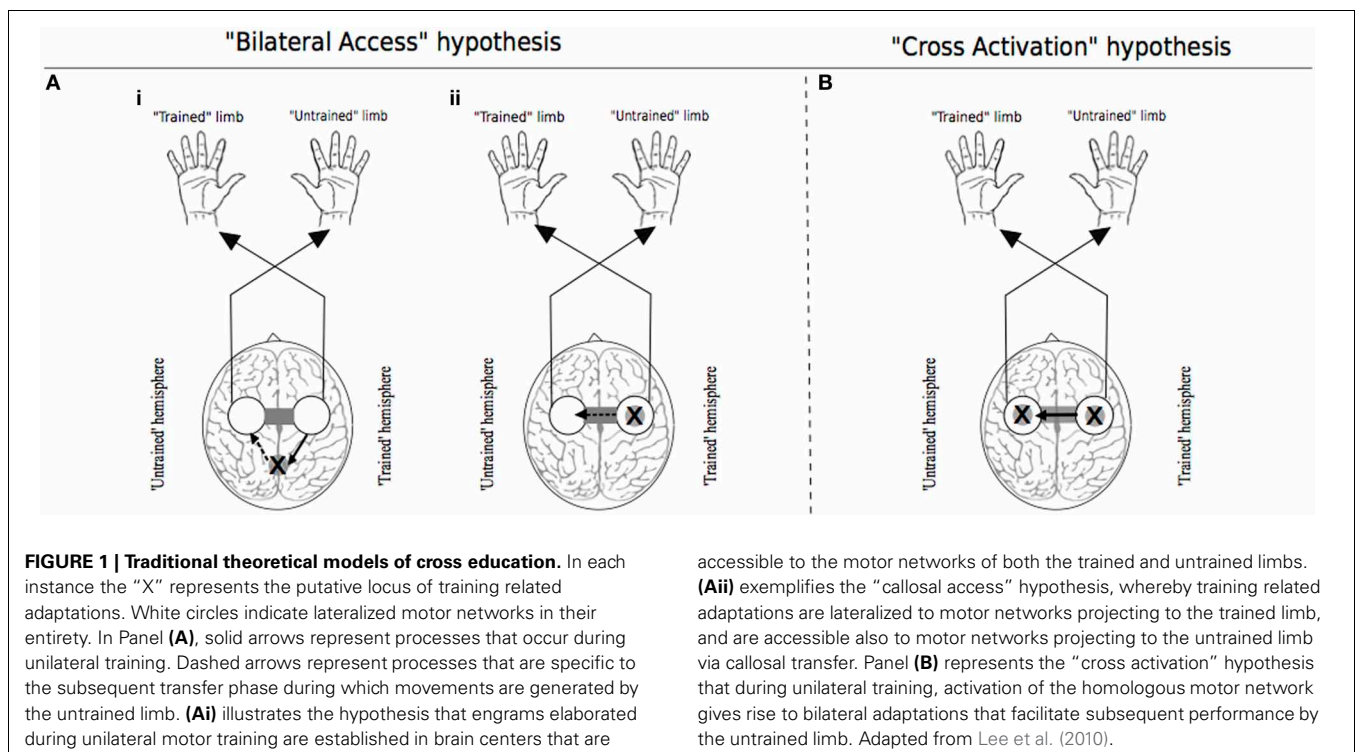 "Bilateral Access" hypothesis
"Cross Activation" hypothesis
A
i
"Trained" limb
"Untrained" limb
ii
"Trained" limb
"Untrained" limb
B
"Trained" limb
"Untrained" limb
'Untrained' hemisphere
'Trained' hemisphere
'Untrained' hemisphere
'Trained' hemisphere
'Untrained' hemisphere
'Trained' hemisphere
X
X
X
X
FIGURE 1 | Traditional theoretical models of cross education. In each
instance the “X” represents the putative locus of training related
adaptations. White circles indicate lateralized motor networks in their
entirety. In Panel (A), solid arrows represent processes that occur during
unilateral training. Dashed arrows represent processes that are specific to
the subsequent transfer phase during which movements are generated by
the untrained limb. (Ai) illustrates the hypothesis that engrams elaborated
during unilateral motor training are established in brain centers that are
accessible to the motor networks of both the trained and untrained limbs.
(Aii) exemplifies the “callosal access” hypothesis, whereby training related
adaptations are lateralized to motor networks projecting to the trained limb,
and are accessible also to motor networks projecting to the untrained limb
via callosal transfer. Panel (B) represents the “cross activation” hypothesis
that during unilateral training, activation of the homologous motor network
gives rise to bilateral adaptations that facilitate subsequent performance by
the untrained limb. Adapted from Lee et al. (2010).